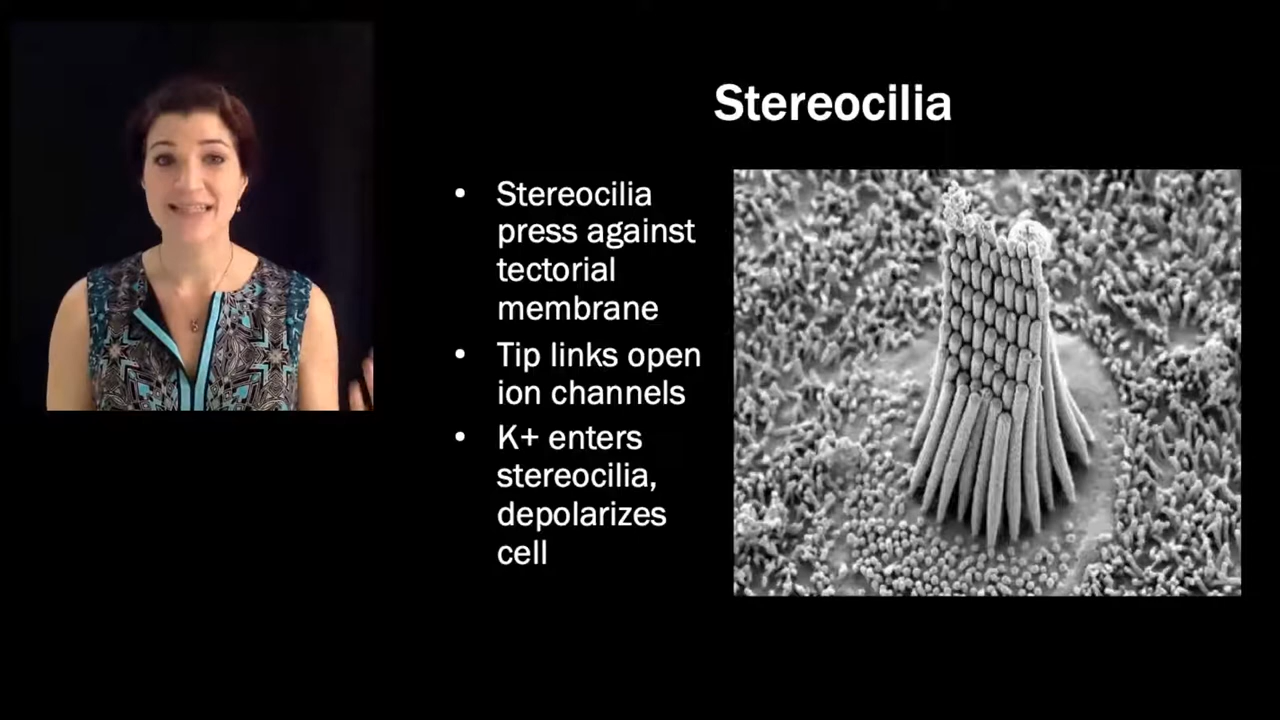 Stereocilia
• Stereocilia
press against
tectorial
membrane
• Tip links open
ion channels
• K+ enters
stereocilia,
depolarizes
cell